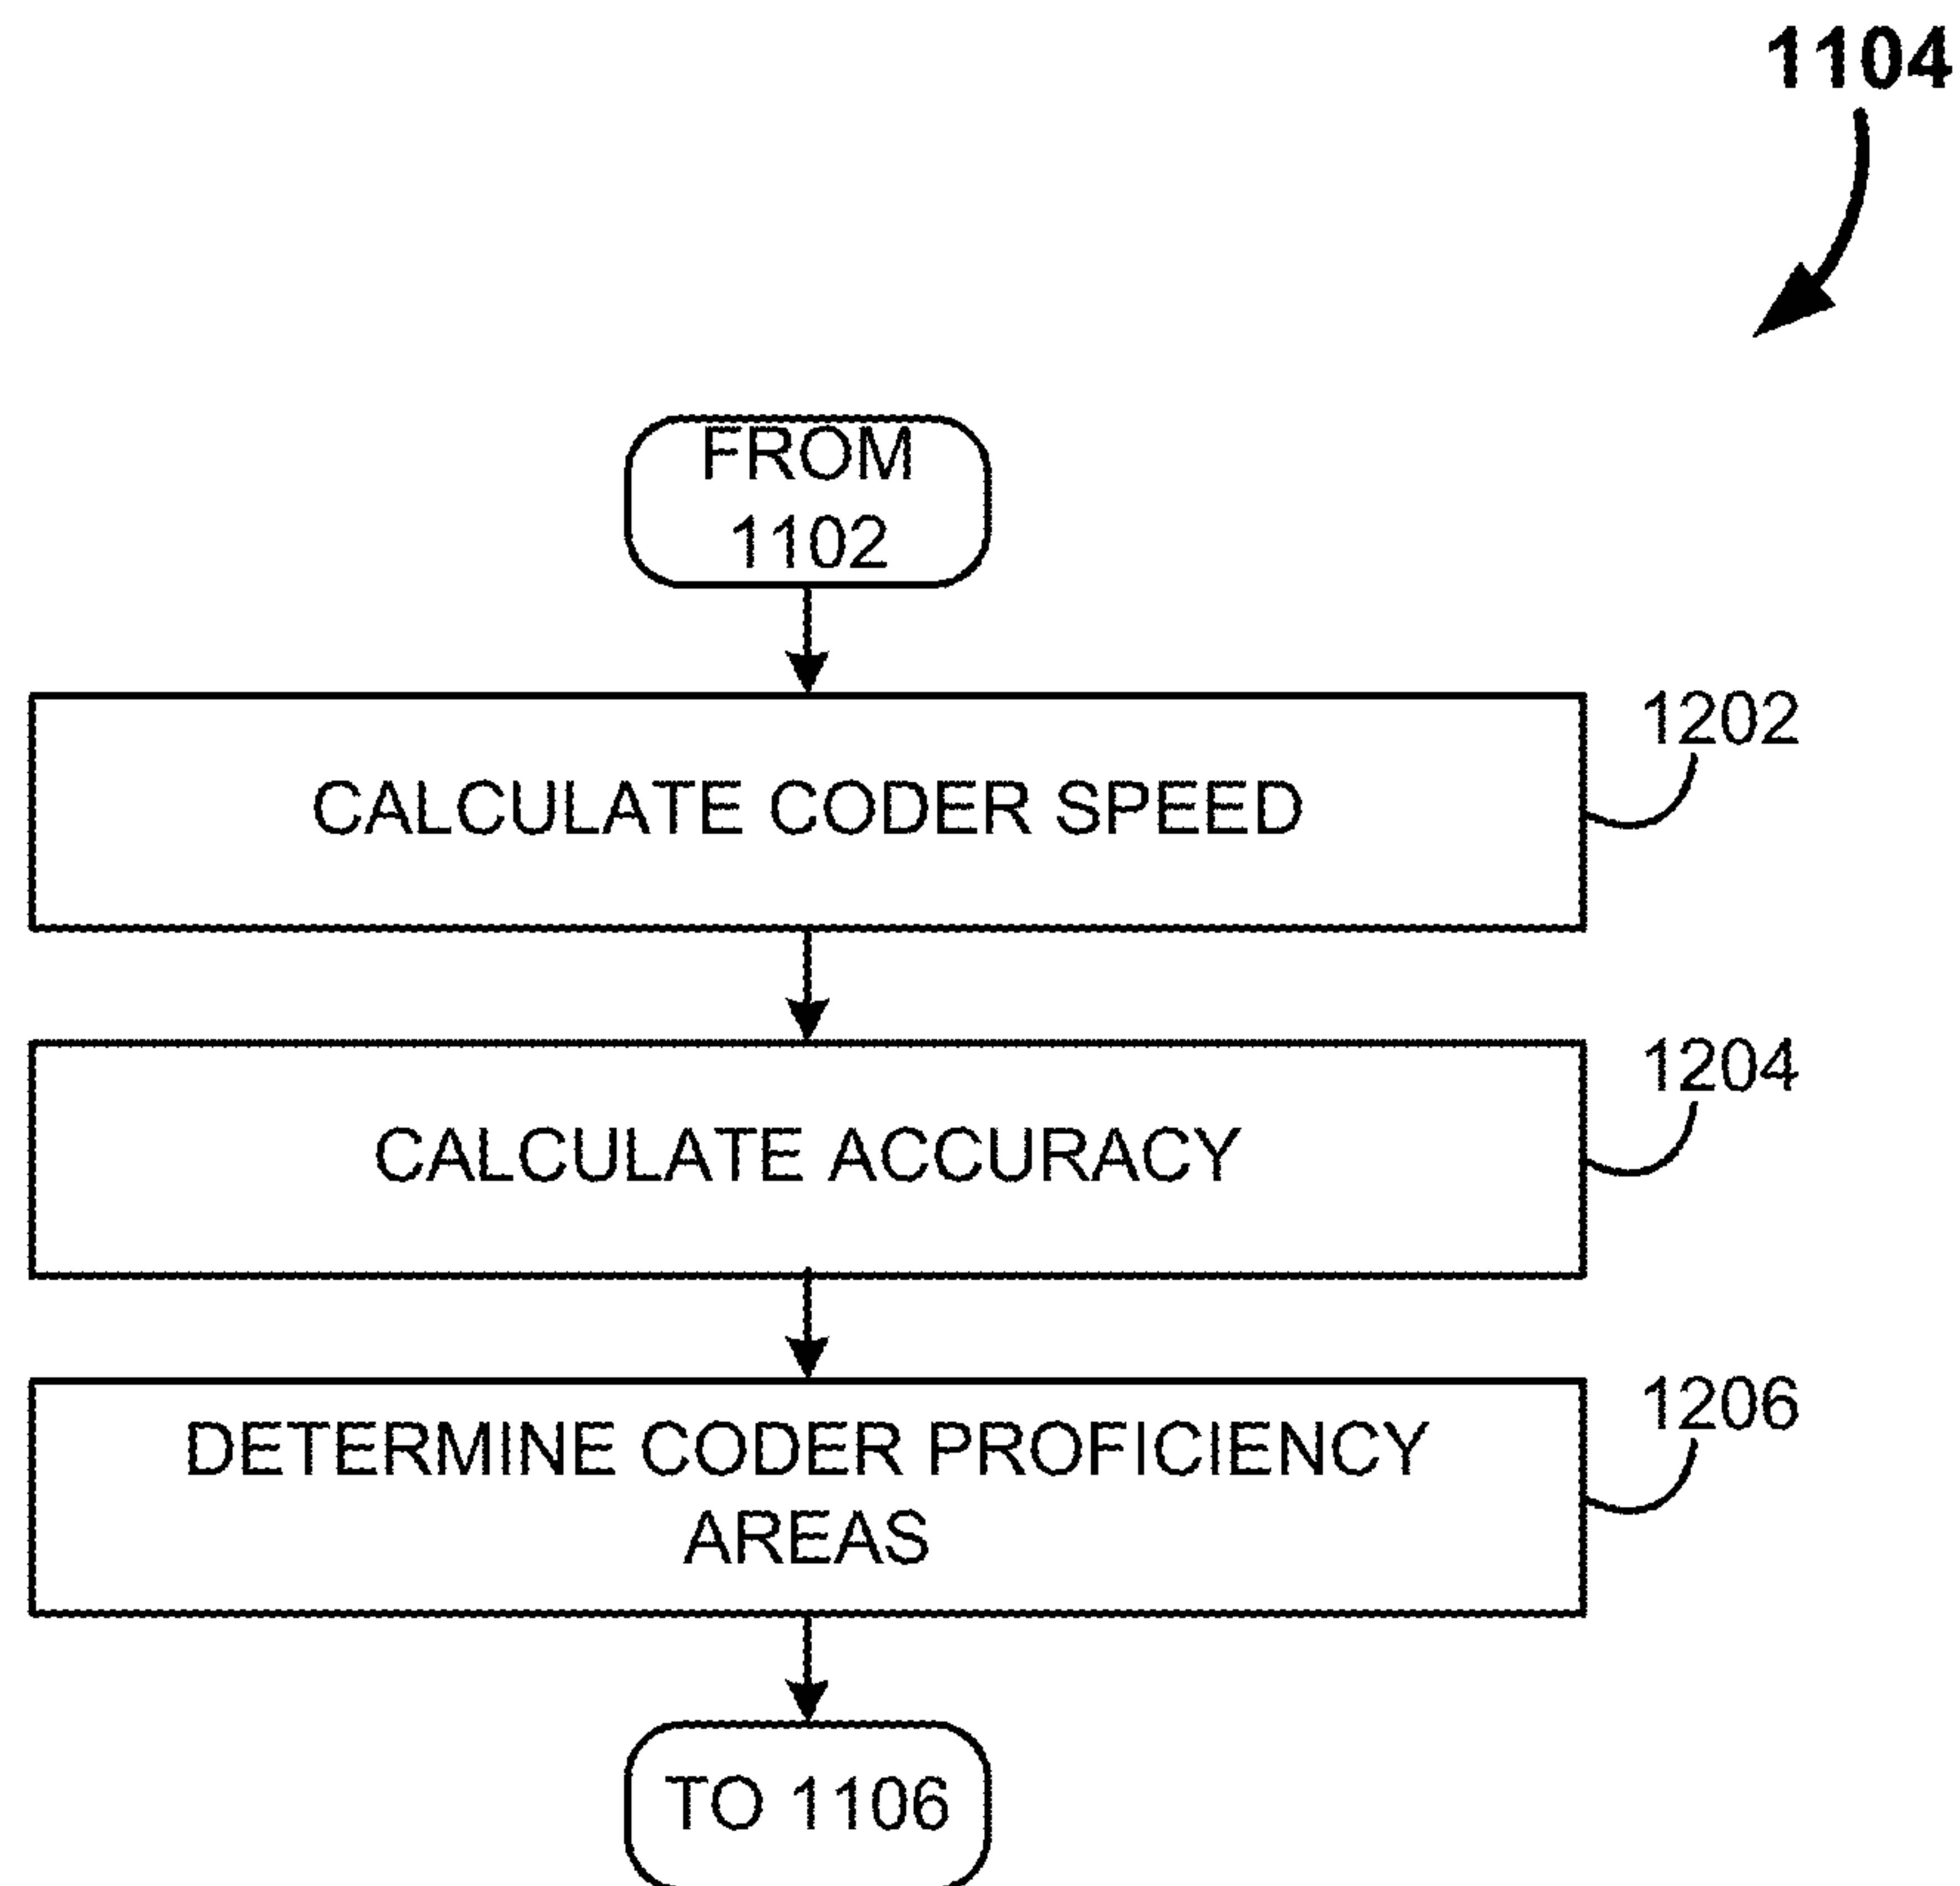 1104
FROM
1102
1202
CALCULATE CODER SPEED
1204
CALCULATE ACCURACY
1206
DETERMINE CODER PROFICIENCY
AREAS
TO 1106